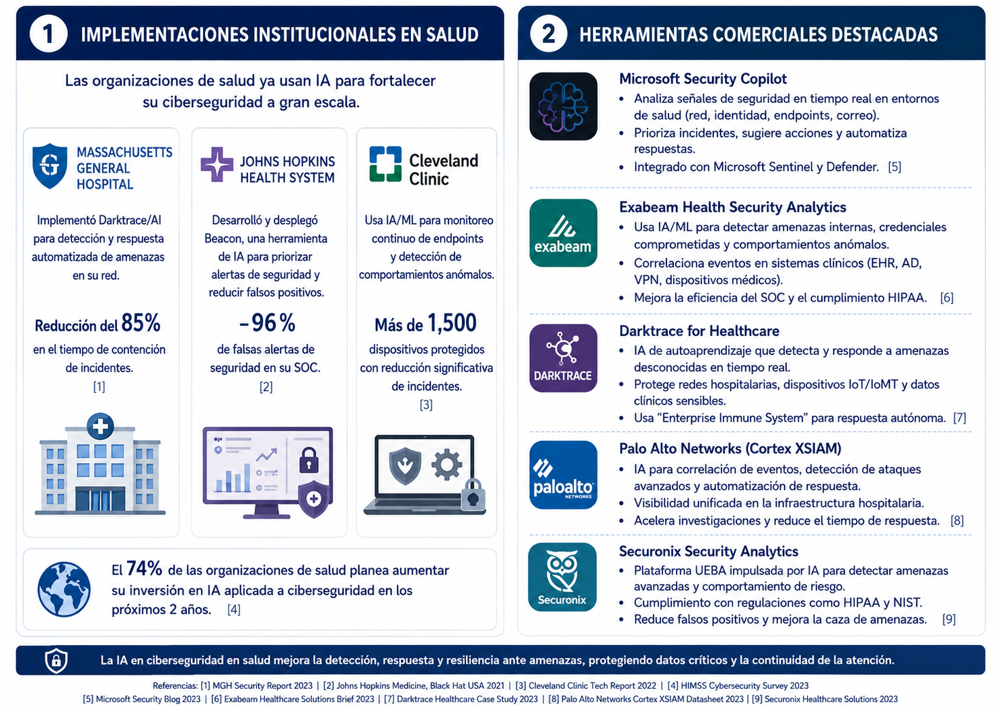 1 IMPLEMENTACIONES INSTITUCIONALES EN SALUD
Las organizaciones de salud ya usan IA para fortalecer
su ciberseguridad a gran escala.
MASSACHUSETTS
GENERAL
HOSPITAL
Implementó Darktrace/AI
para detección y respuesta
automatizada de amenazas
en su red.
Reducción del 85%
en el tiempo de contención
de incidentes.
[1]
JOHNS HOPKINS
HEALTH SYSTEM
Desarrolló y desplegó
Beacon, una herramienta
de IA para priorizar
alertas de seguridad y
reducir falsos positivos.
–96 %
de falsas alertas de
seguridad en su SOC.
[2]
Cleveland
Clinic
Usa IA/ML para monitoreo
continuo de endpoints
y detección de
comportamientos anómalos.
Más de 1,500
dispositivos protegidos
con reducción significativa
de incidentes.
[3]
El 74% de las organizaciones de salud planea aumentar
su inversión en IA aplicada a ciberseguridad en los
próximos 2 años. [4]
2 HERRAMIENTAS COMERCIALES DESTACADAS
Microsoft Security Copilot
• Analiza señales de seguridad en tiempo real en entornos
de salud (red, identidad, endpoints, correo).
• Prioriza incidentes, sugiere acciones y automatiza
respuestas.
• Integrado con Microsoft Sentinel y Defender. [5]
exabeam
Exabeam Health Security Analytics
• Usa IA/ML para detectar amenazas internas, credenciales
comprometidas y comportamientos anómalos.
• Correlaciona eventos en sistemas clínicos (EHR, AD,
VPN, dispositivos médicos).
• Mejora la eficiencia del SOC y el cumplimiento HIPAA. [6]
DARKTRACE
Darktrace for Healthcare
• IA de autoaprendizaje que detecta y responde a amenazas
desconocidas en tiempo real.
• Protege redes hospitalarias, dispositivos IoT/IoMT y datos
clínicos sensibles.
• Usa “Enterprise Immune System” para respuesta autónoma. [7]
paloalto
NETWORKS
Palo Alto Networks (Cortex XSIAM)
• IA para correlación de eventos, detección de ataques
avanzados y automatización de respuesta.
• Visibilidad unificada en la infraestructura hospitalaria.
• Acelera investigaciones y reduce el tiempo de respuesta. [8]
Securonix
Securonix Security Analytics
• Plataforma UEBA impulsada por IA para detectar amenazas
avanzadas y comportamiento de riesgo.
• Cumplimiento con regulaciones como HIPAA y NIST.
• Reduce falsos positivos y mejora la caza de amenazas. [9]
La IA en ciberseguridad en salud mejora la detección, respuesta y resiliencia ante amenazas, protegiendo datos críticos y la continuidad de la atención.
Referencias: [1] MGH Security Report 2023 | [2] Johns Hopkins Medicine, Black Hat USA 2021 | [3] Cleveland Clinic Tech Report 2022 | [4] HIMSS Cybersecurity Survey 2023
[5] Microsoft Security Blog 2023 | [6] Exabeam Healthcare Solutions Brief 2023 | [7] Darktrace Healthcare Case Study 2023 | [8] Palo Alto Networks Cortex XSIAM Datasheet 2023 | [9] Securonix Healthcare Solutions 2023